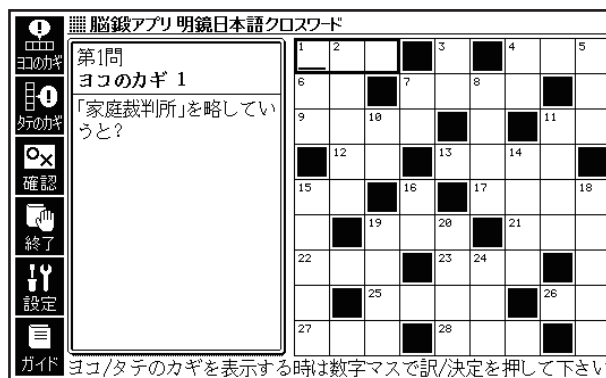 脳鍛アプリ 明鏡日本語クロスワード
ヨコのカギ
タテのカギ
確認
終了
設定
ガイド
第1問
ヨコのカギ 1
「家庭裁判所」を略してい
うと?
1 2 3 4 5
6 7 8
9 10 11
12 13 14
15 16 17 18
19 20 21
22 23 24
25 26
27 28
ヨコ/タテのカギを表示する時は数字マスで訳/決定を押して下さい